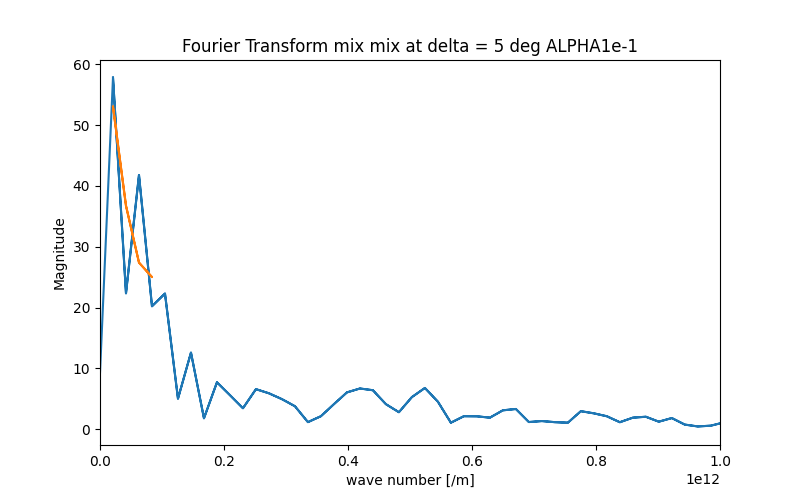 Fourier Transform mix mix at delta = 5 deg ALPHA1e-1
60
50
40
30
20
10
0
Magnitude
0.0 0.2 0.4 0.6 0.8 1.0
wave number [/m]
1e12